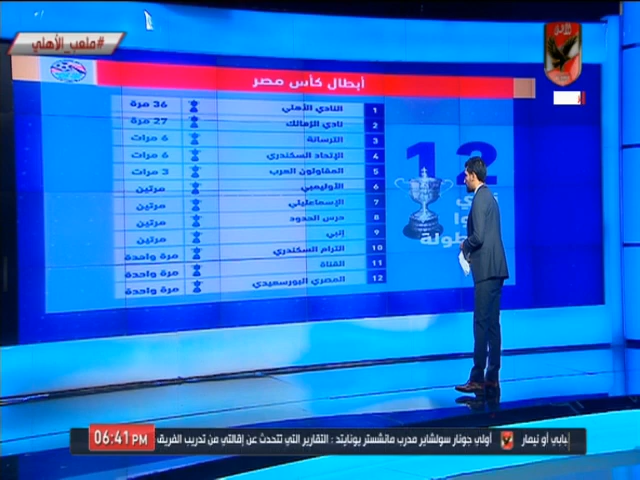 #ملعب_الأهلي
أبطال كأس مصر
1 النادي الأهلي 36 مرة
2 نادي الزمالك 27 مرة
3 الترسانة 6 مرات
4 الإتحاد السكندري 6 مرات
5 المقاولون العرب 3 مرات
6 الأوليمبي مرتين
7 الإسماعيلي مرتين
8 حرس الحدود مرتين
9 إنبي مرتين
10 الترام السكندري مرة واحدة
11 القناة مرة واحدة
12 المصري البورسعيدي مرة واحدة
12
بابي أو نيمار أولي جونار سولشاير مدرب مانشستر يونايتد : التقارير التي تتحدث عن إقالتي من تدريب الفريق
06:41 PM